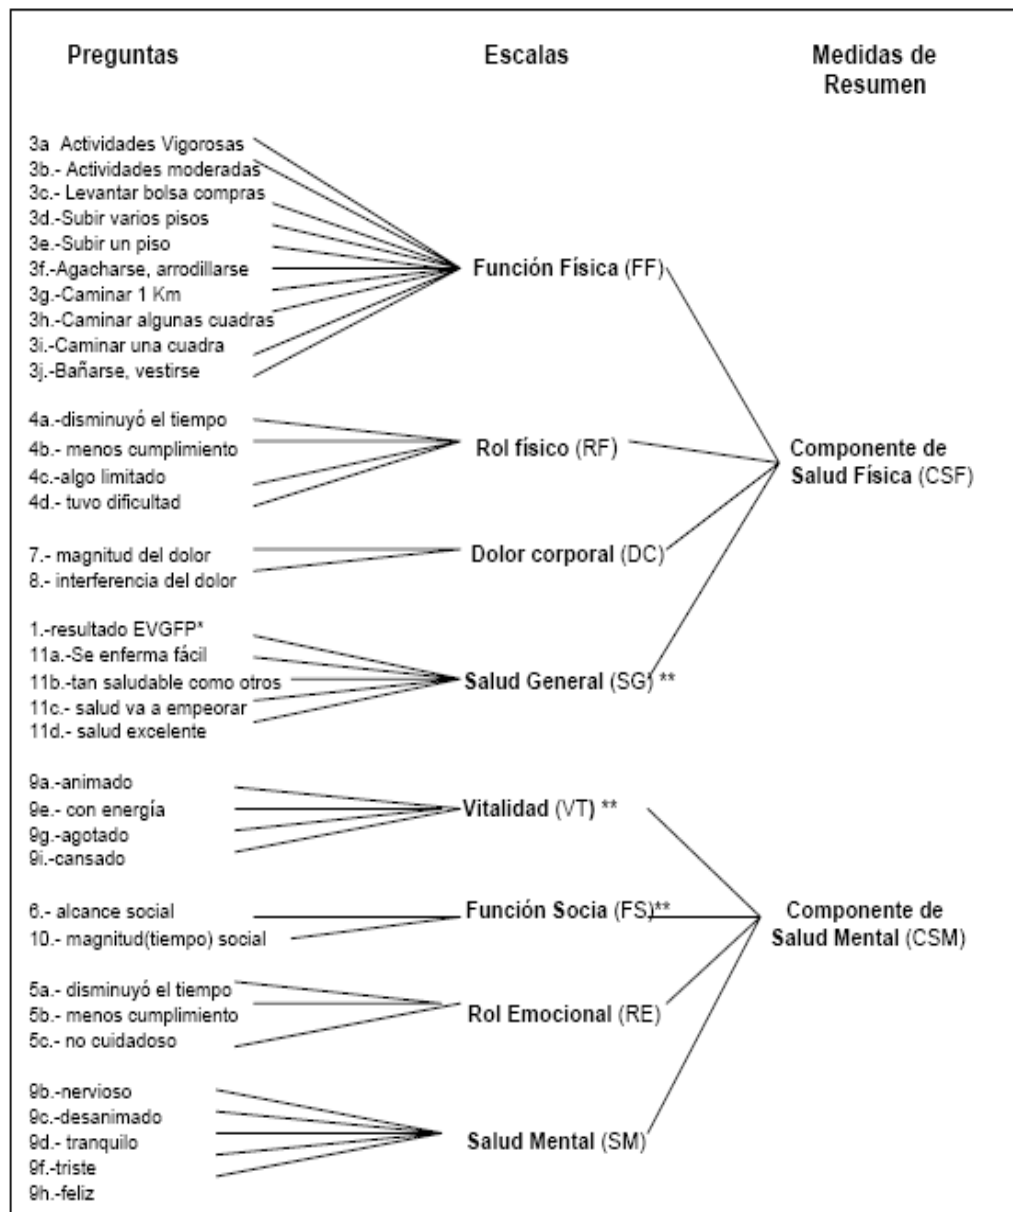 Preguntas
Escalas
Medidas de
Resumen
3a Actividades Vigorosas
3b.- Actividades moderadas
3c.- Levantar bolsa compras
3d.-Subir varios pisos
3e.-Subir un piso
3f.-Agacharse, arrodillarse
3g.-Caminar 1 Km
3h.-Caminar algunas cuadras
3i.-Caminar una cuadra
3j.-Bañarse, vestirse
Función Física (FF)
4a.-disminuyó el tiempo
4b.- menos cumplimiento
4c.-algo limitado
4d.- tuvo dificultad
Rol físico (RF)
7.- magnitud del dolor
8.- interferencia del dolor
Dolor corporal (DC)
1.-resultado EVGFP*
11a.-Se enferma fácil
11b.-tan saludable como otros
11c.- salud va a empeorar
11d.- salud excelente
Salud General (SG) **
Componente de
Salud Física (CSF)
9a.-animado
9e.- con energía
9g.-agotado
9i.-cansado
Vitalidad (VT) **
6.- alcance social
10.- magnitud(tiempo) social
Función Socia (FS)**
5a.- disminuyó el tiempo
5b.- menos cumplimiento
5c.- no cuidadoso
Rol Emocional (RE)
9b.-nervioso
9c.-desanimado
9d.- tranquilo
9f.-triste
9h.-feliz
Salud Mental (SM)
Componente de
Salud Mental (CSM)